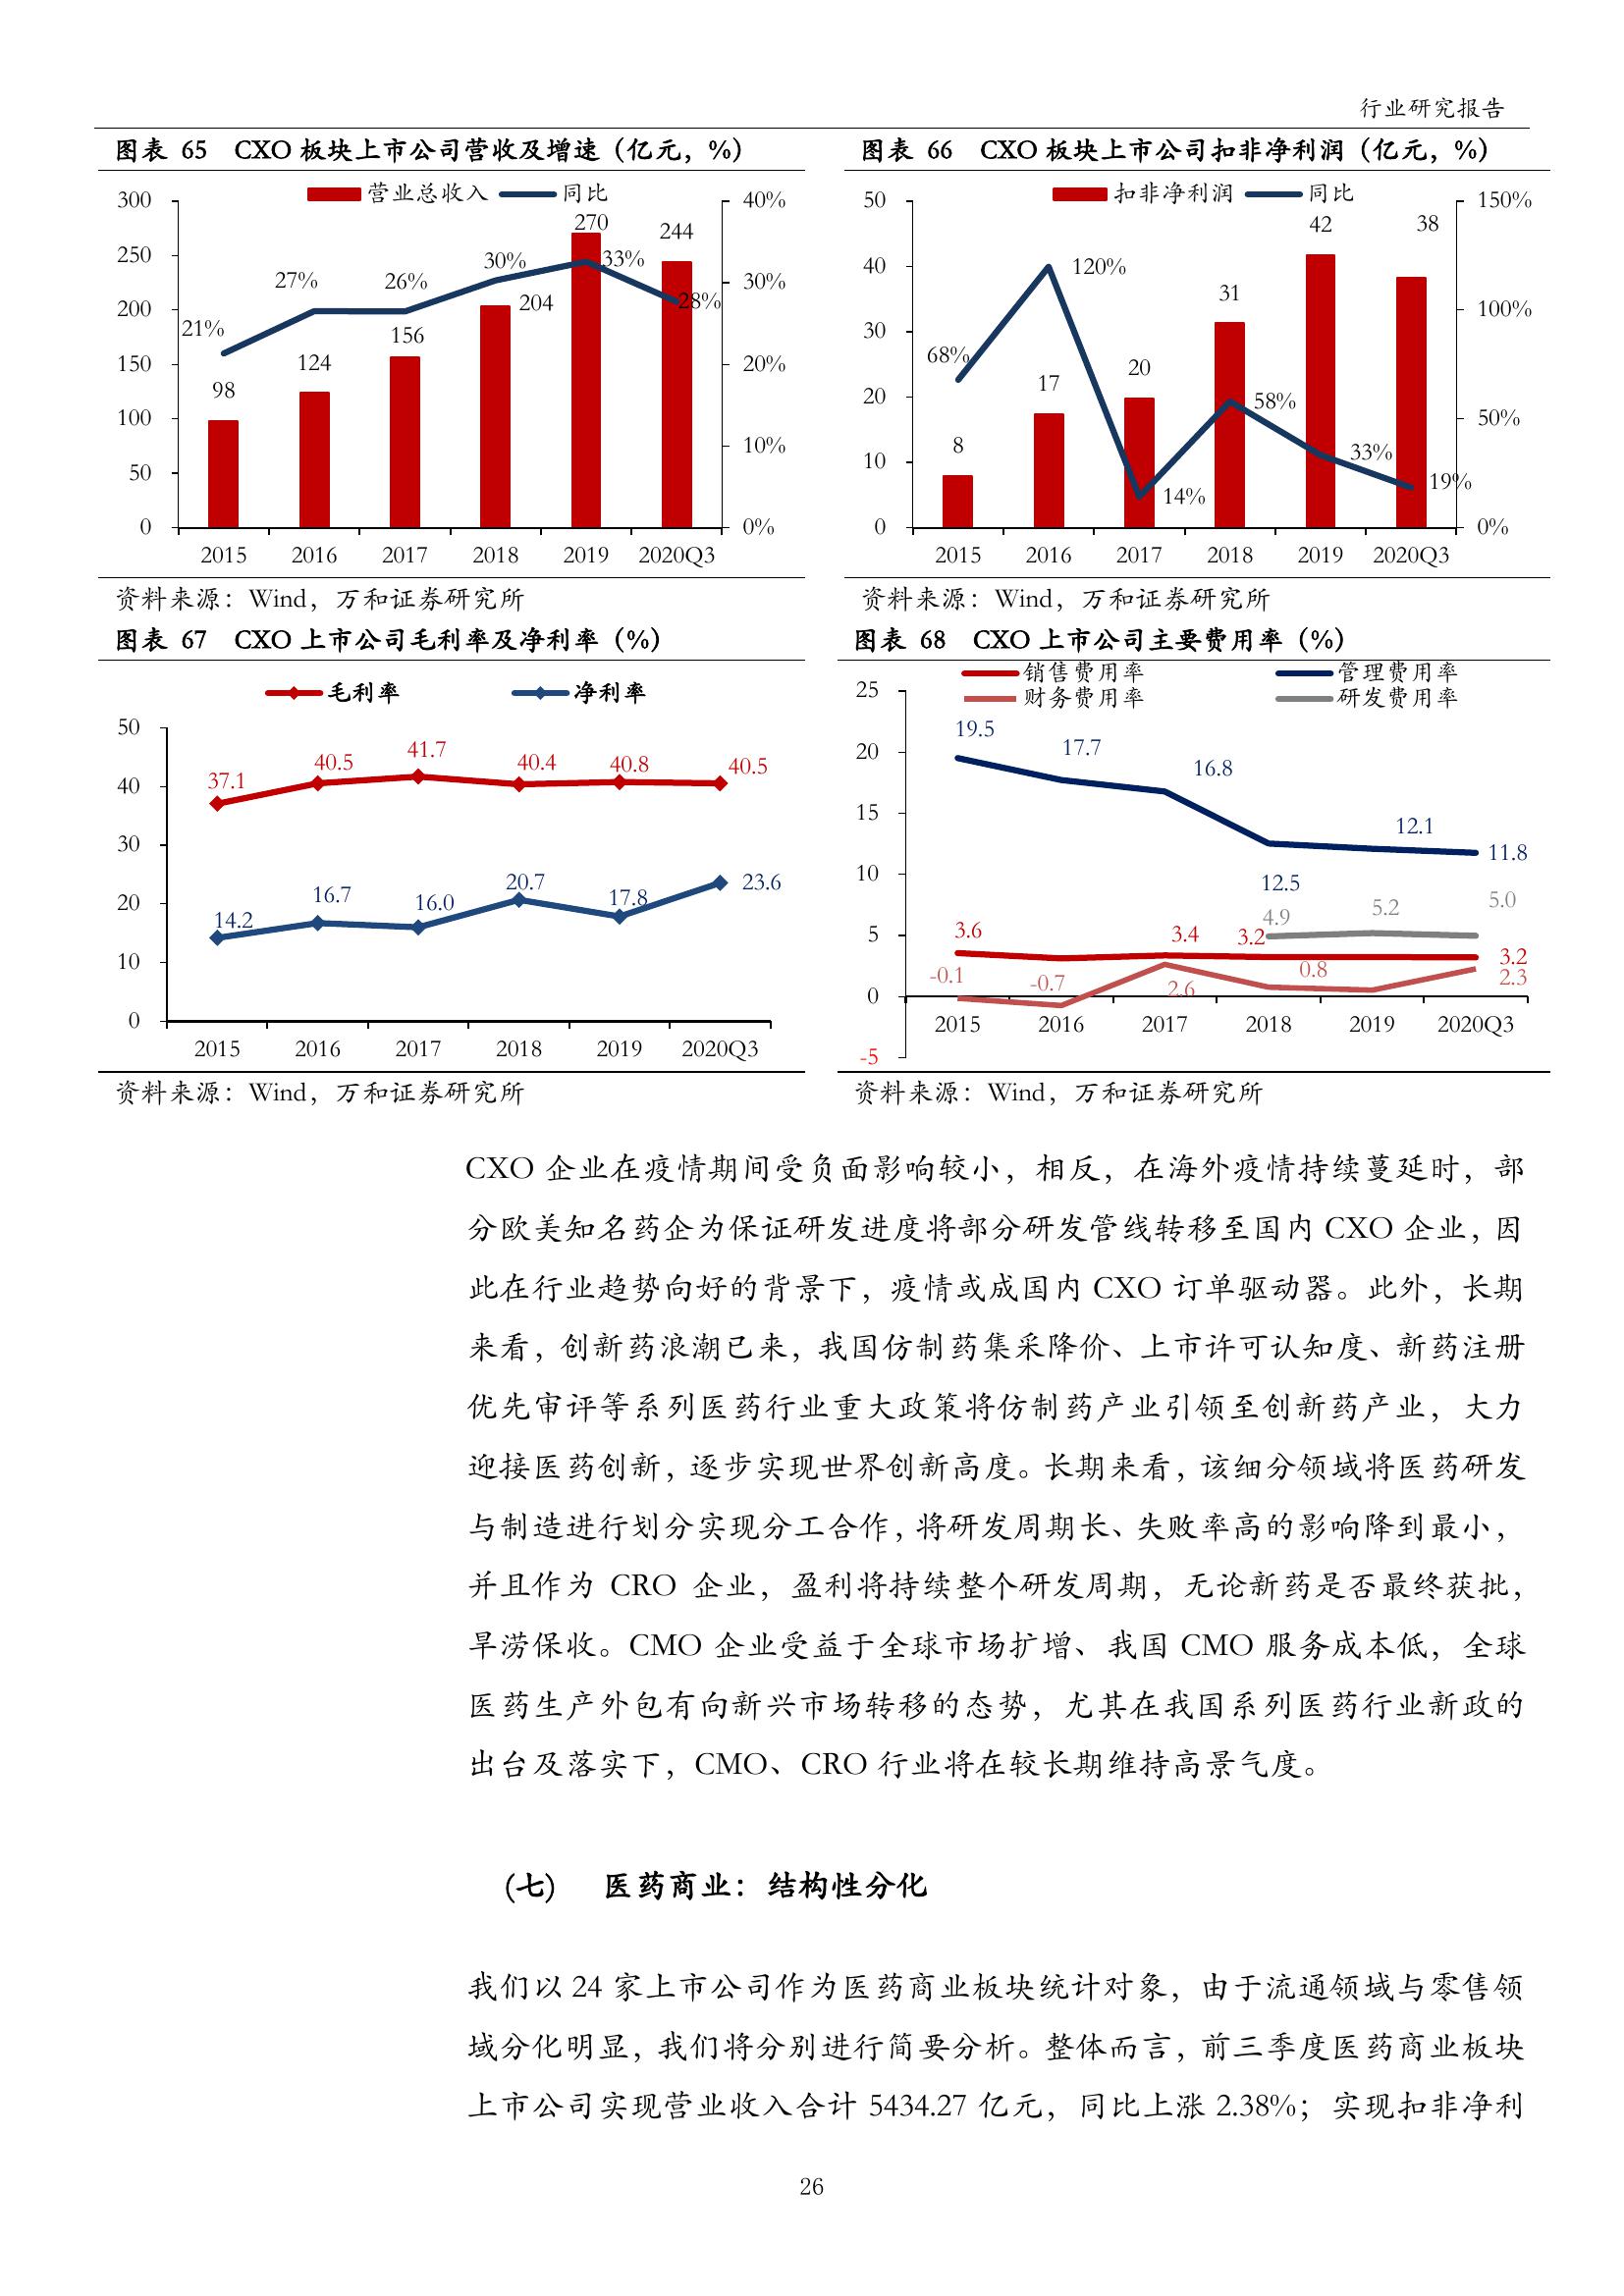 行业研究报告
图表 65 CXO 板块上市公司营收及增速（亿元，%）
营业总收入 同比
300
250
200
150
100
50
0
40%
30%
20%
10%
0%
98
124
156
204
270
244
21%
27%
26%
30%
33%
28%
2015 2016 2017 2018 2019 2020Q3
资料来源：Wind，万和证券研究所
图表 66 CXO 板块上市公司扣非净利润（亿元，%）
扣非净利润 同比
50
40
30
20
10
0
150%
100%
50%
0%
8
17
20
31
42
38
68%
120%
14%
58%
33%
19%
2015 2016 2017 2018 2019 2020Q3
资料来源：Wind，万和证券研究所
图表 67 CXO 上市公司毛利率及净利率（%）
毛利率 净利率
50
40
30
20
10
0
37.1
40.5
41.7
40.4
40.8
40.5
14.2
16.7
16.0
20.7
17.8
23.6
2015 2016 2017 2018 2019 2020Q3
资料来源：Wind，万和证券研究所
图表 68 CXO 上市公司主要费用率（%）
销售费用率 管理费用率
财务费用率 研发费用率
25
20
15
10
5
0
-5
19.5
17.7
16.8
12.5
12.1
11.8
4.9
5.2
5.0
3.6
3.4
3.2
3.2
-0.1
-0.7
2.6
0.8
2.3
2015 2016 2017 2018 2019 2020Q3
资料来源：Wind，万和证券研究所
CXO 企业在疫情期间受负面影响较小，相反，在海外疫情持续蔓延时，部
分欧美知名药企为保证研发进度将部分研发管线转移至国内 CXO 企业，因
此在行业趋势向好的背景下，疫情或成国内 CXO 订单驱动器。此外，长期
来看，创新药浪潮已来，我国仿制药集采降价、上市许可认知度、新药注册
优先审评等系列医药行业重大政策将仿制药产业引领至创新药产业，大力
迎接医药创新，逐步实现世界创新高度。长期来看，该细分领域将医药研发
与制造进行划分实现分工合作，将研发周期长、失败率高的影响降到最小，
并且作为 CRO 企业，盈利将持续整个研发周期，无论新药是否最终获批，
旱涝保收。CMO 企业受益于全球市场扩增、我国 CMO 服务成本低，全球
医药生产外包有向新兴市场转移的态势，尤其在我国系列医药行业新政的
出台及落实下，CMO、CRO 行业将在较长期维持高景气度。
(七) 医药商业：结构性分化
我们以 24 家上市公司作为医药商业板块统计对象，由于流通领域与零售领
域分化明显，我们将分别进行简要分析。整体而言，前三季度医药商业板块
上市公司实现营业收入合计 5434.27 亿元，同比上涨 2.38%；实现扣非净利
26